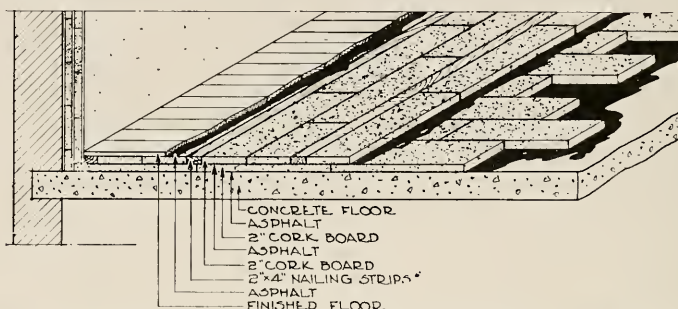 CONCRETE FLOOR
ASPHALT
2" CORK BOARD
ASPHALT
2" CORK BOARD
2"x4" NAILING STRIPS"
ASPHALT
FINISHED FLOOR